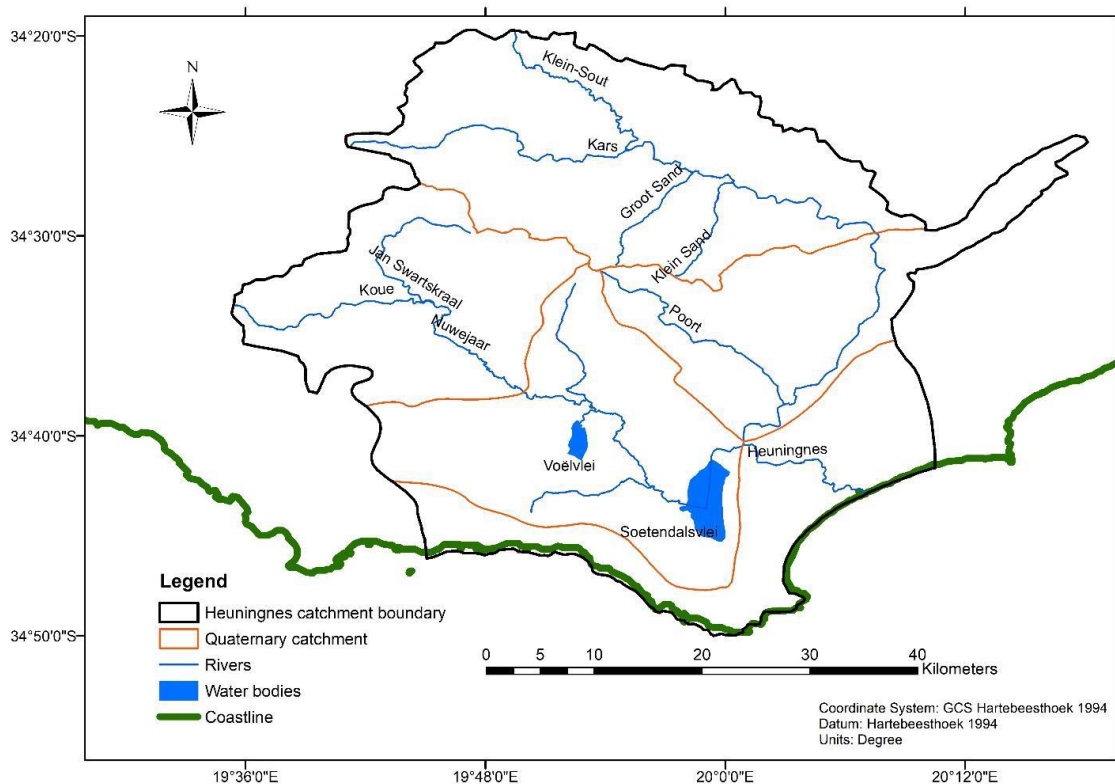 34°20'0"S
34°30'0"S
34°40'0"S
34°50'0"S
N
Klein-Sout
Kars
Groot Sand
Klein Sand
Jan Swartskraal
Koue
Nuwejaar
Poort
Voëlvlei
Heuningnes
Soetendalsvlei
Legend
Heuningnes catchment boundary
Quaternary catchment
Rivers
Water bodies
Coastline
0 5 10 20 30 40
Kilometers
Coordinate System: GCS Hartebeesthoek 1994
Datum: Hartebeesthoek 1994
Units: Degree
19°36'0"E 19°48'0"E 20°0'0"E 20°12'0"E